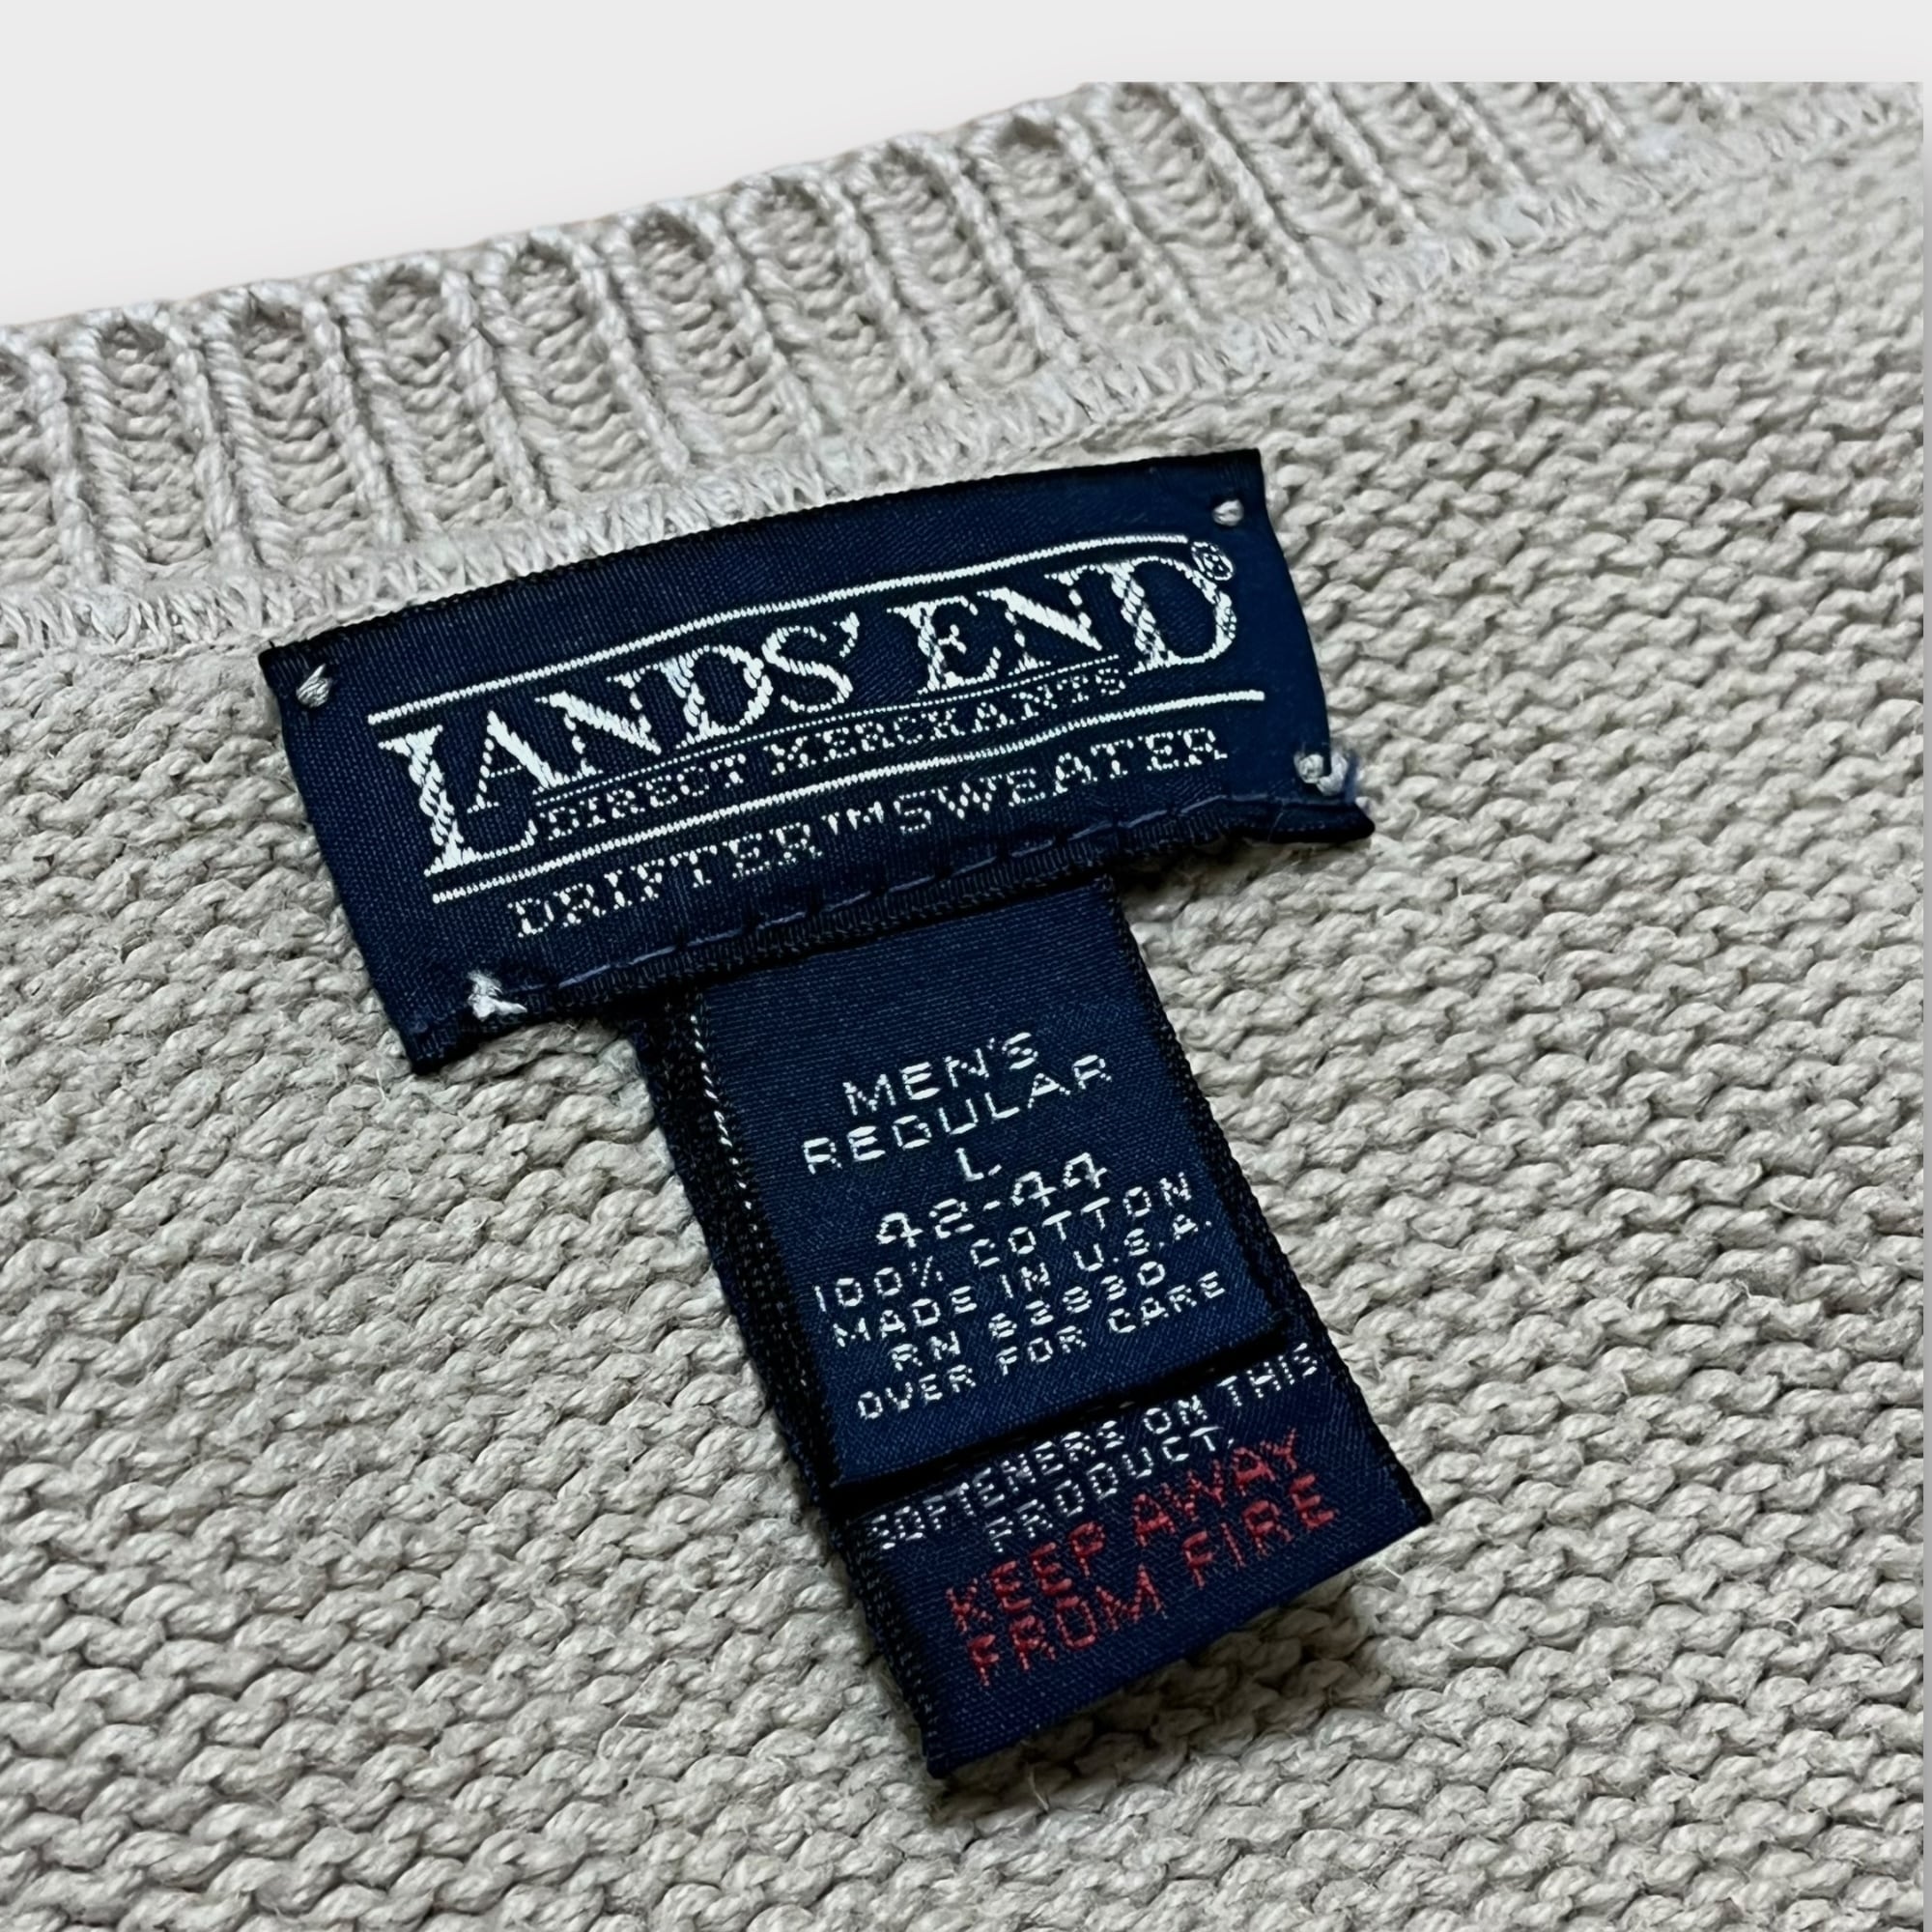 LANDS' END®
DIRECT MERCHANTS
DRIFTER™ SWEATER
MEN'S
REGULAR
L
42-44
100% COTTON
MADE IN U.S.A.
RN
OVER FOR CARE
SOFTENERS ON THIS
PRODUCT.
KEEP AWAY
FROM FIRE